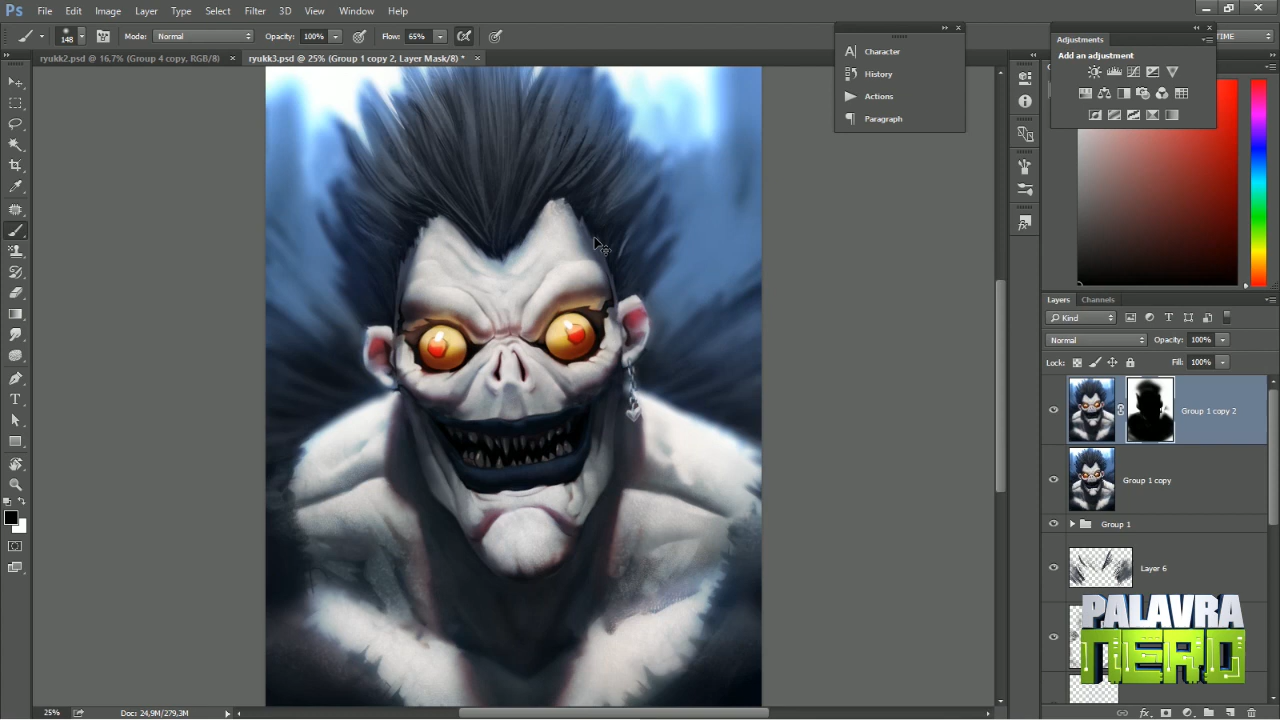 Ps File Edit Image Layer Type Select Filter 3D View Window Help
148 Mode: Normal Opacity: 100% Flow: 65%
ryukk2.psd @ 16,7% (Group 4 copy, RGB/8) × ryukk3.psd @ 25% (Group 1 copy 2, Layer Mask/8) * ×
Character
History
Actions
Paragraph
Adjustments
Add an adjustment
Layers Channels
Kind
Normal Opacity: 100%
Lock: Fill: 100%
Group 1 copy 2
Group 1 copy
Group 1
Layer 6
PALAVRA
NERD
25% Doc: 24,9M/279,3M